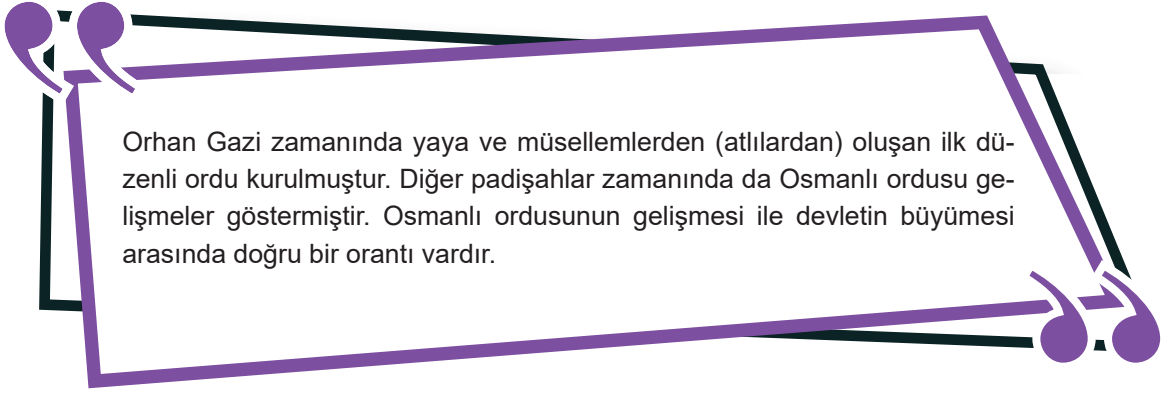 Orhan Gazi zamanında yaya ve müsellemlerden (atlılardan) oluşan ilk dü-
zenli ordu kurulmuştur. Diğer padişahlar zamanında da Osmanlı ordusu ge-
lişmeler göstermiştir. Osmanlı ordusunun gelişmesi ile devletin büyümesi
arasında doğru bir orantı vardır.